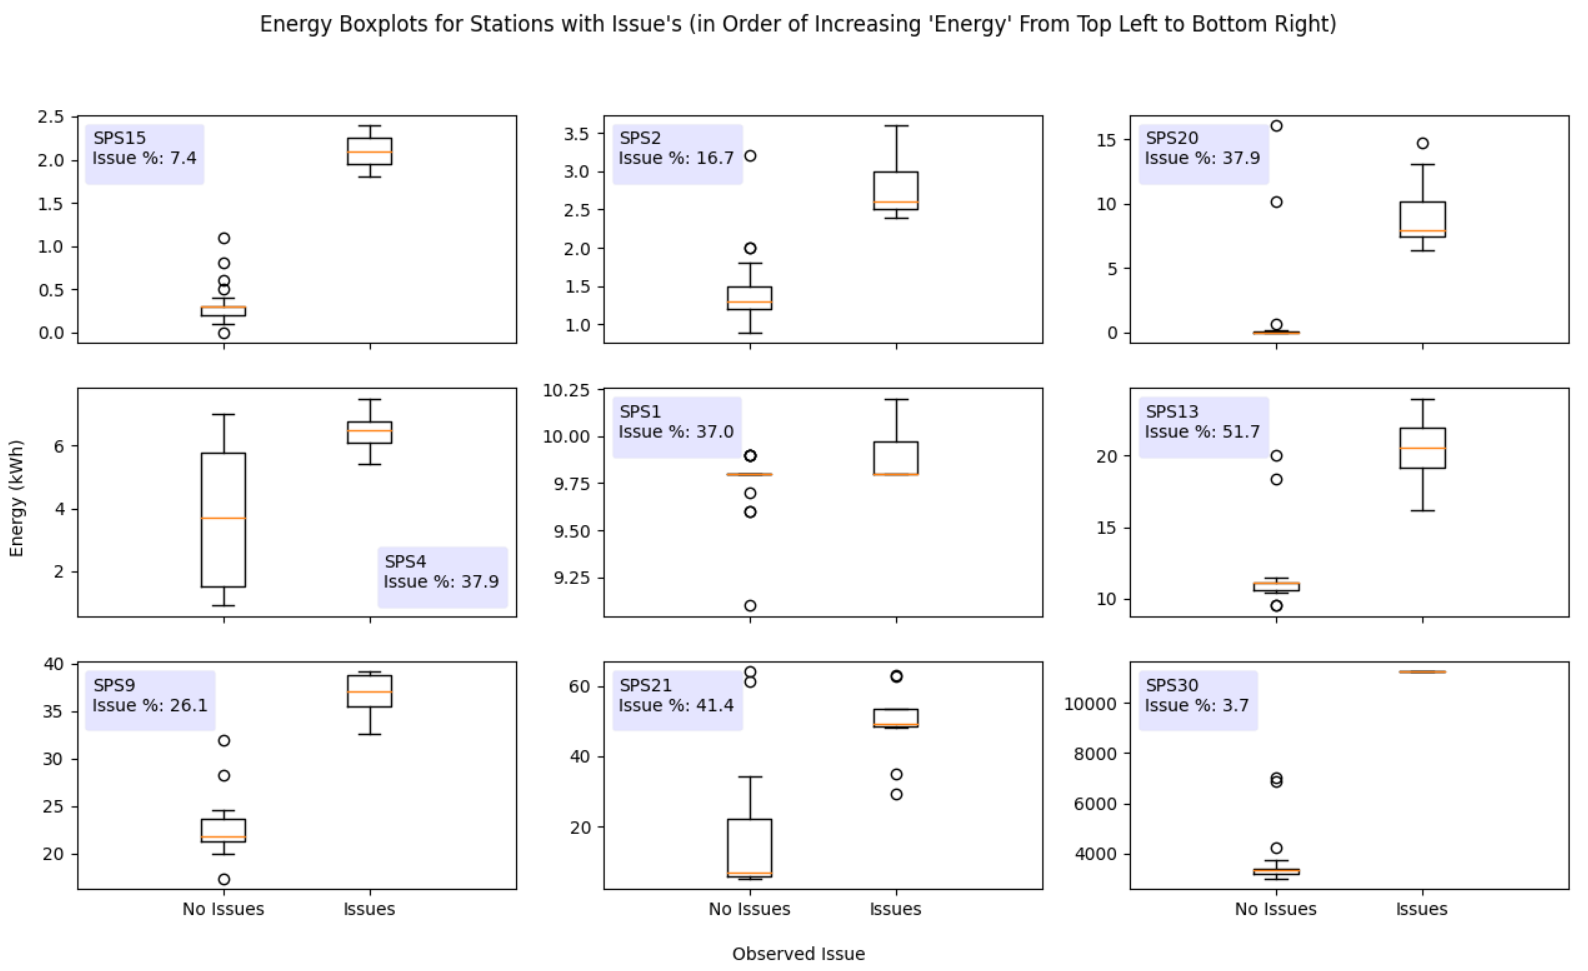 Energy Boxplots for Stations with Issue's (in Order of Increasing 'Energy' From Top Left to Bottom Right)
SPS15
Issue %: 7.4
2.5
2.0
1.5
1.0
0.5
0.0
SPS2
Issue %: 16.7
3.5
3.0
2.5
2.0
1.5
1.0
SPS20
Issue %: 37.9
15
10
5
0
Energy (kWh)
6
4
2
SPS4
Issue %: 37.9
10.25
10.00
9.75
9.50
9.25
SPS1
Issue %: 37.0
20
15
10
SPS13
Issue %: 51.7
40
35
30
25
20
SPS9
Issue %: 26.1
No Issues
Issues
60
40
20
SPS21
Issue %: 41.4
No Issues
Issues
10000
8000
6000
4000
SPS30
Issue %: 3.7
No Issues
Issues
Observed Issue